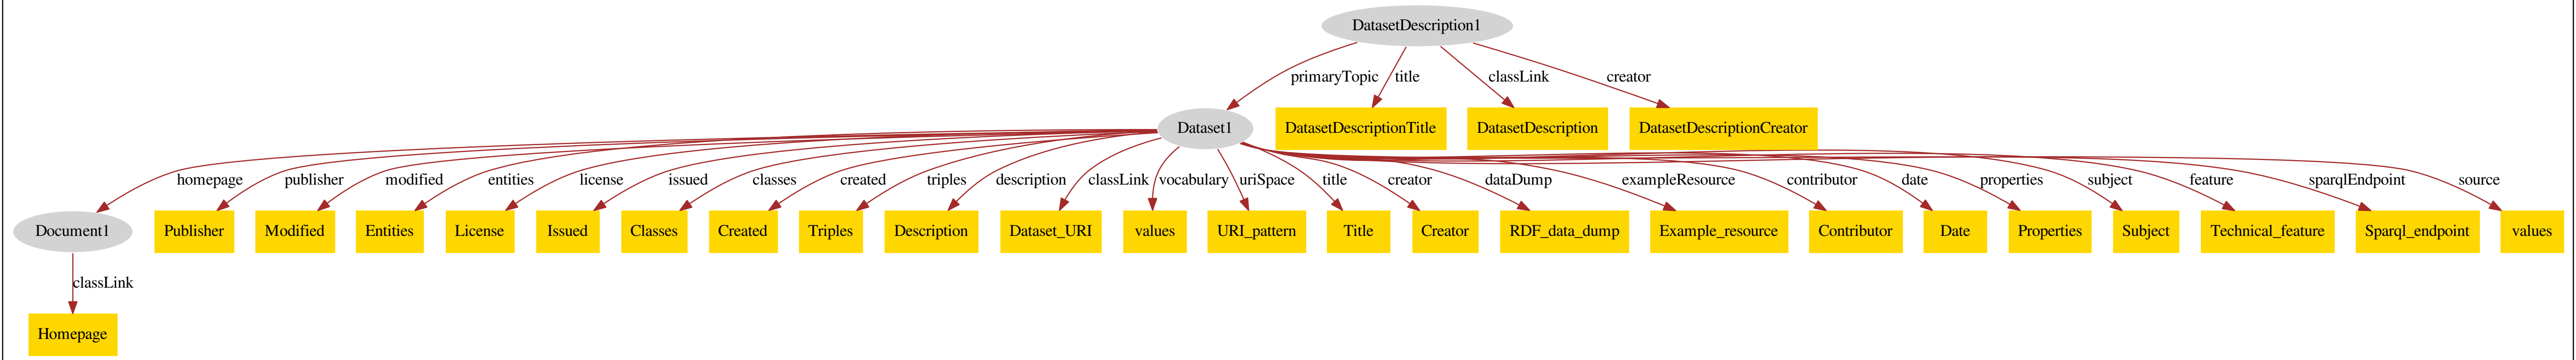 DatasetDescription1
primaryTopic title classLink creator
Dataset1 DatasetDescriptionTitle DatasetDescription DatasetDescriptionCreator
homepage publisher modified entities license issued classes created triples description classLink vocabulary uriSpace title creator dataDump exampleResource contributor date properties subject feature sparqlEndpoint source
Document1 Publisher Modified Entities License Issued Classes Created Triples Description Dataset_URI values URI_pattern Title Creator RDF_data_dump Example_resource Contributor Date Properties Subject Technical_feature Sparql_endpoint values
classLink
Homepage